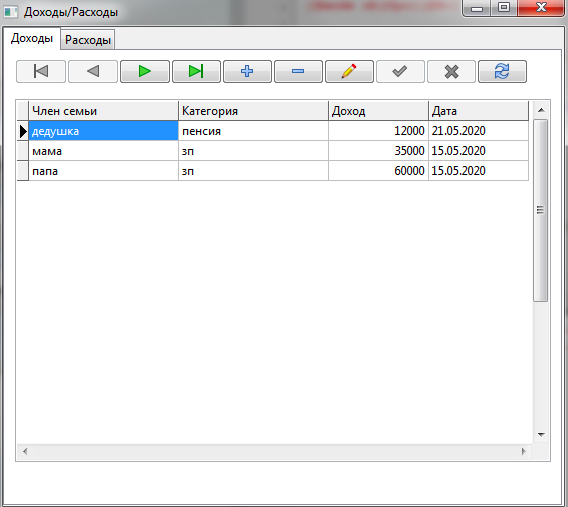 Доходы/Расходы
Доходы Расходы
Член семьи Категория Доход Дата
дедушка пенсия 12000 21.05.2020
мама зп 35000 15.05.2020
папа зп 60000 15.05.2020